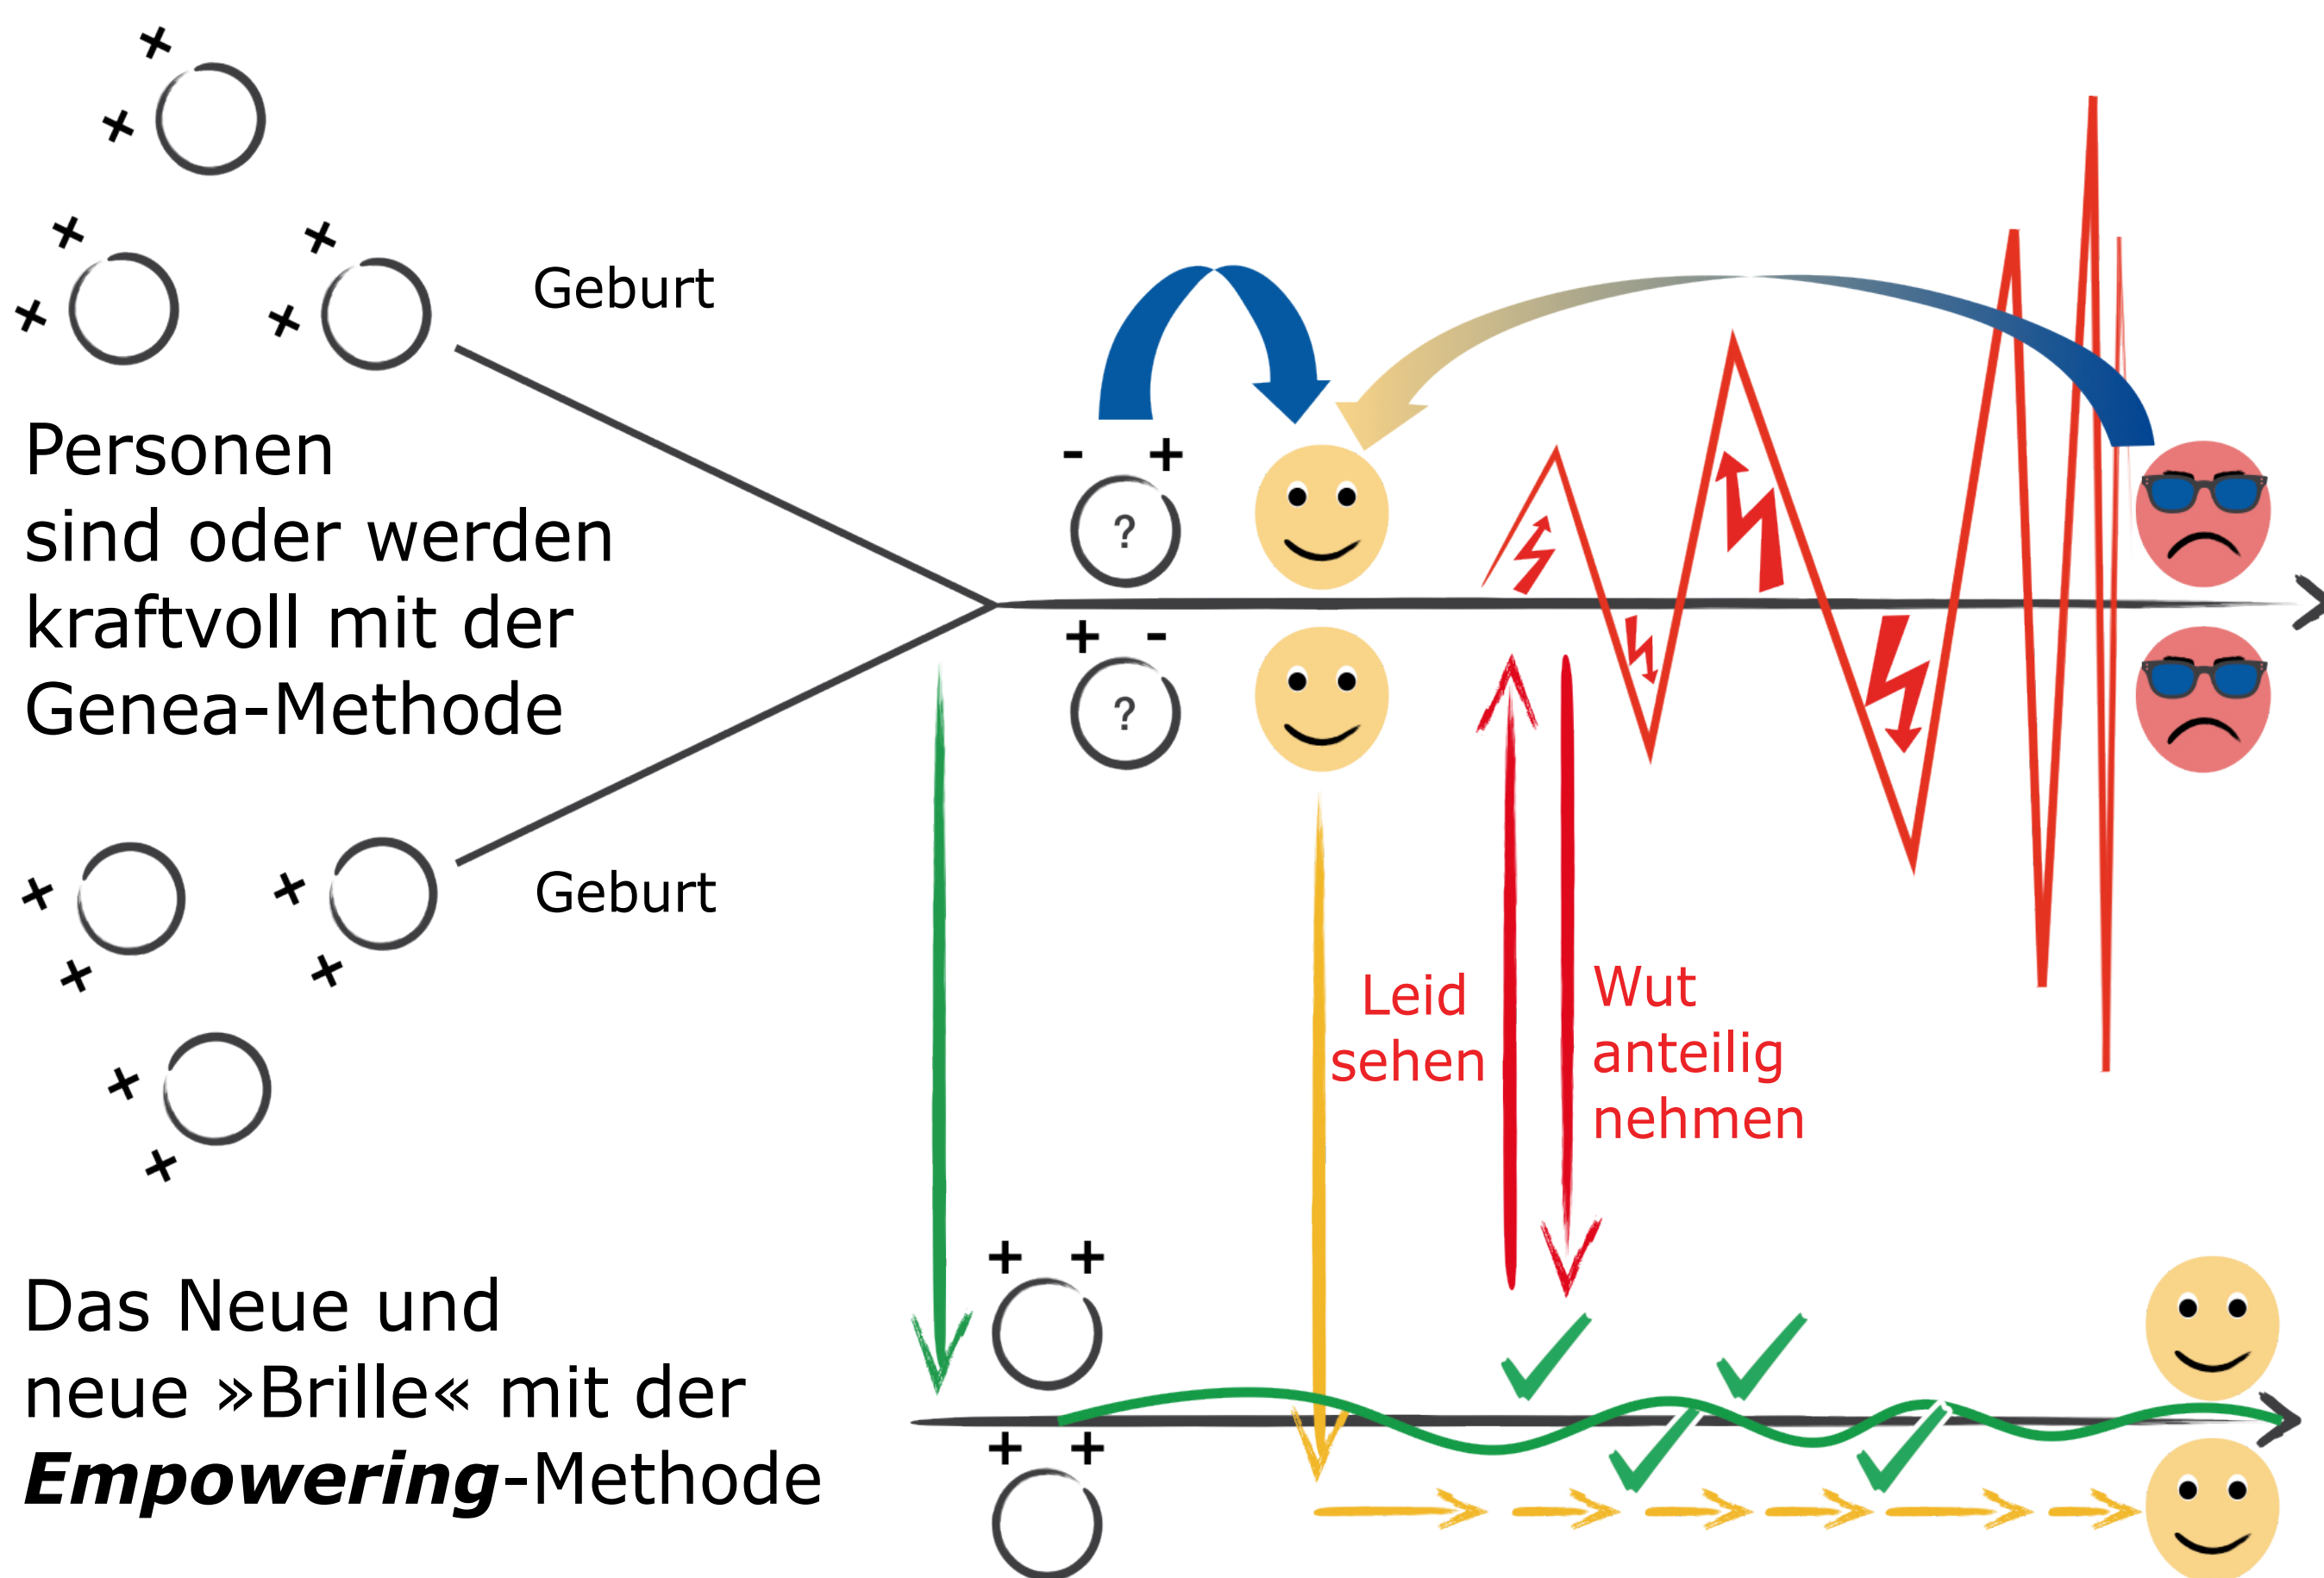 Geburt
Personen
sind oder werden
kraftvoll mit der
Genea-Methode
- +
?
+ -
?
Geburt
Leid
sehen
Wut
anteilig
nehmen
+ +
Das Neue und
neue »Brille« mit der
Empowering-Methode
+ +